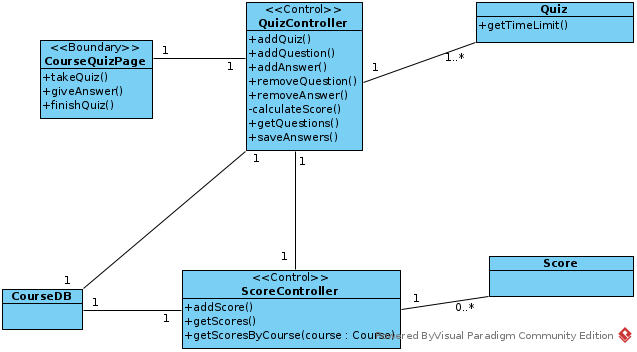 <<Boundary>>
CourseQuizPage
+takeQuiz()
+giveAnswer()
+finishQuiz()
1
1
<<Control>>
QuizController
+addQuiz()
+addQuestion()
+addAnswer()
+removeQuestion()
+removeAnswer()
-calculateScore()
+getQuestions()
+saveAnswers()
1
1..*
Quiz
+getTimeLimit()
1
1
1
1
CourseDB
1
1
<<Control>>
ScoreController
+addScore()
+getScores()
+getScoresByCourse(course : Course)
1
0..*
Score
Powered ByVisual Paradigm Community Edition